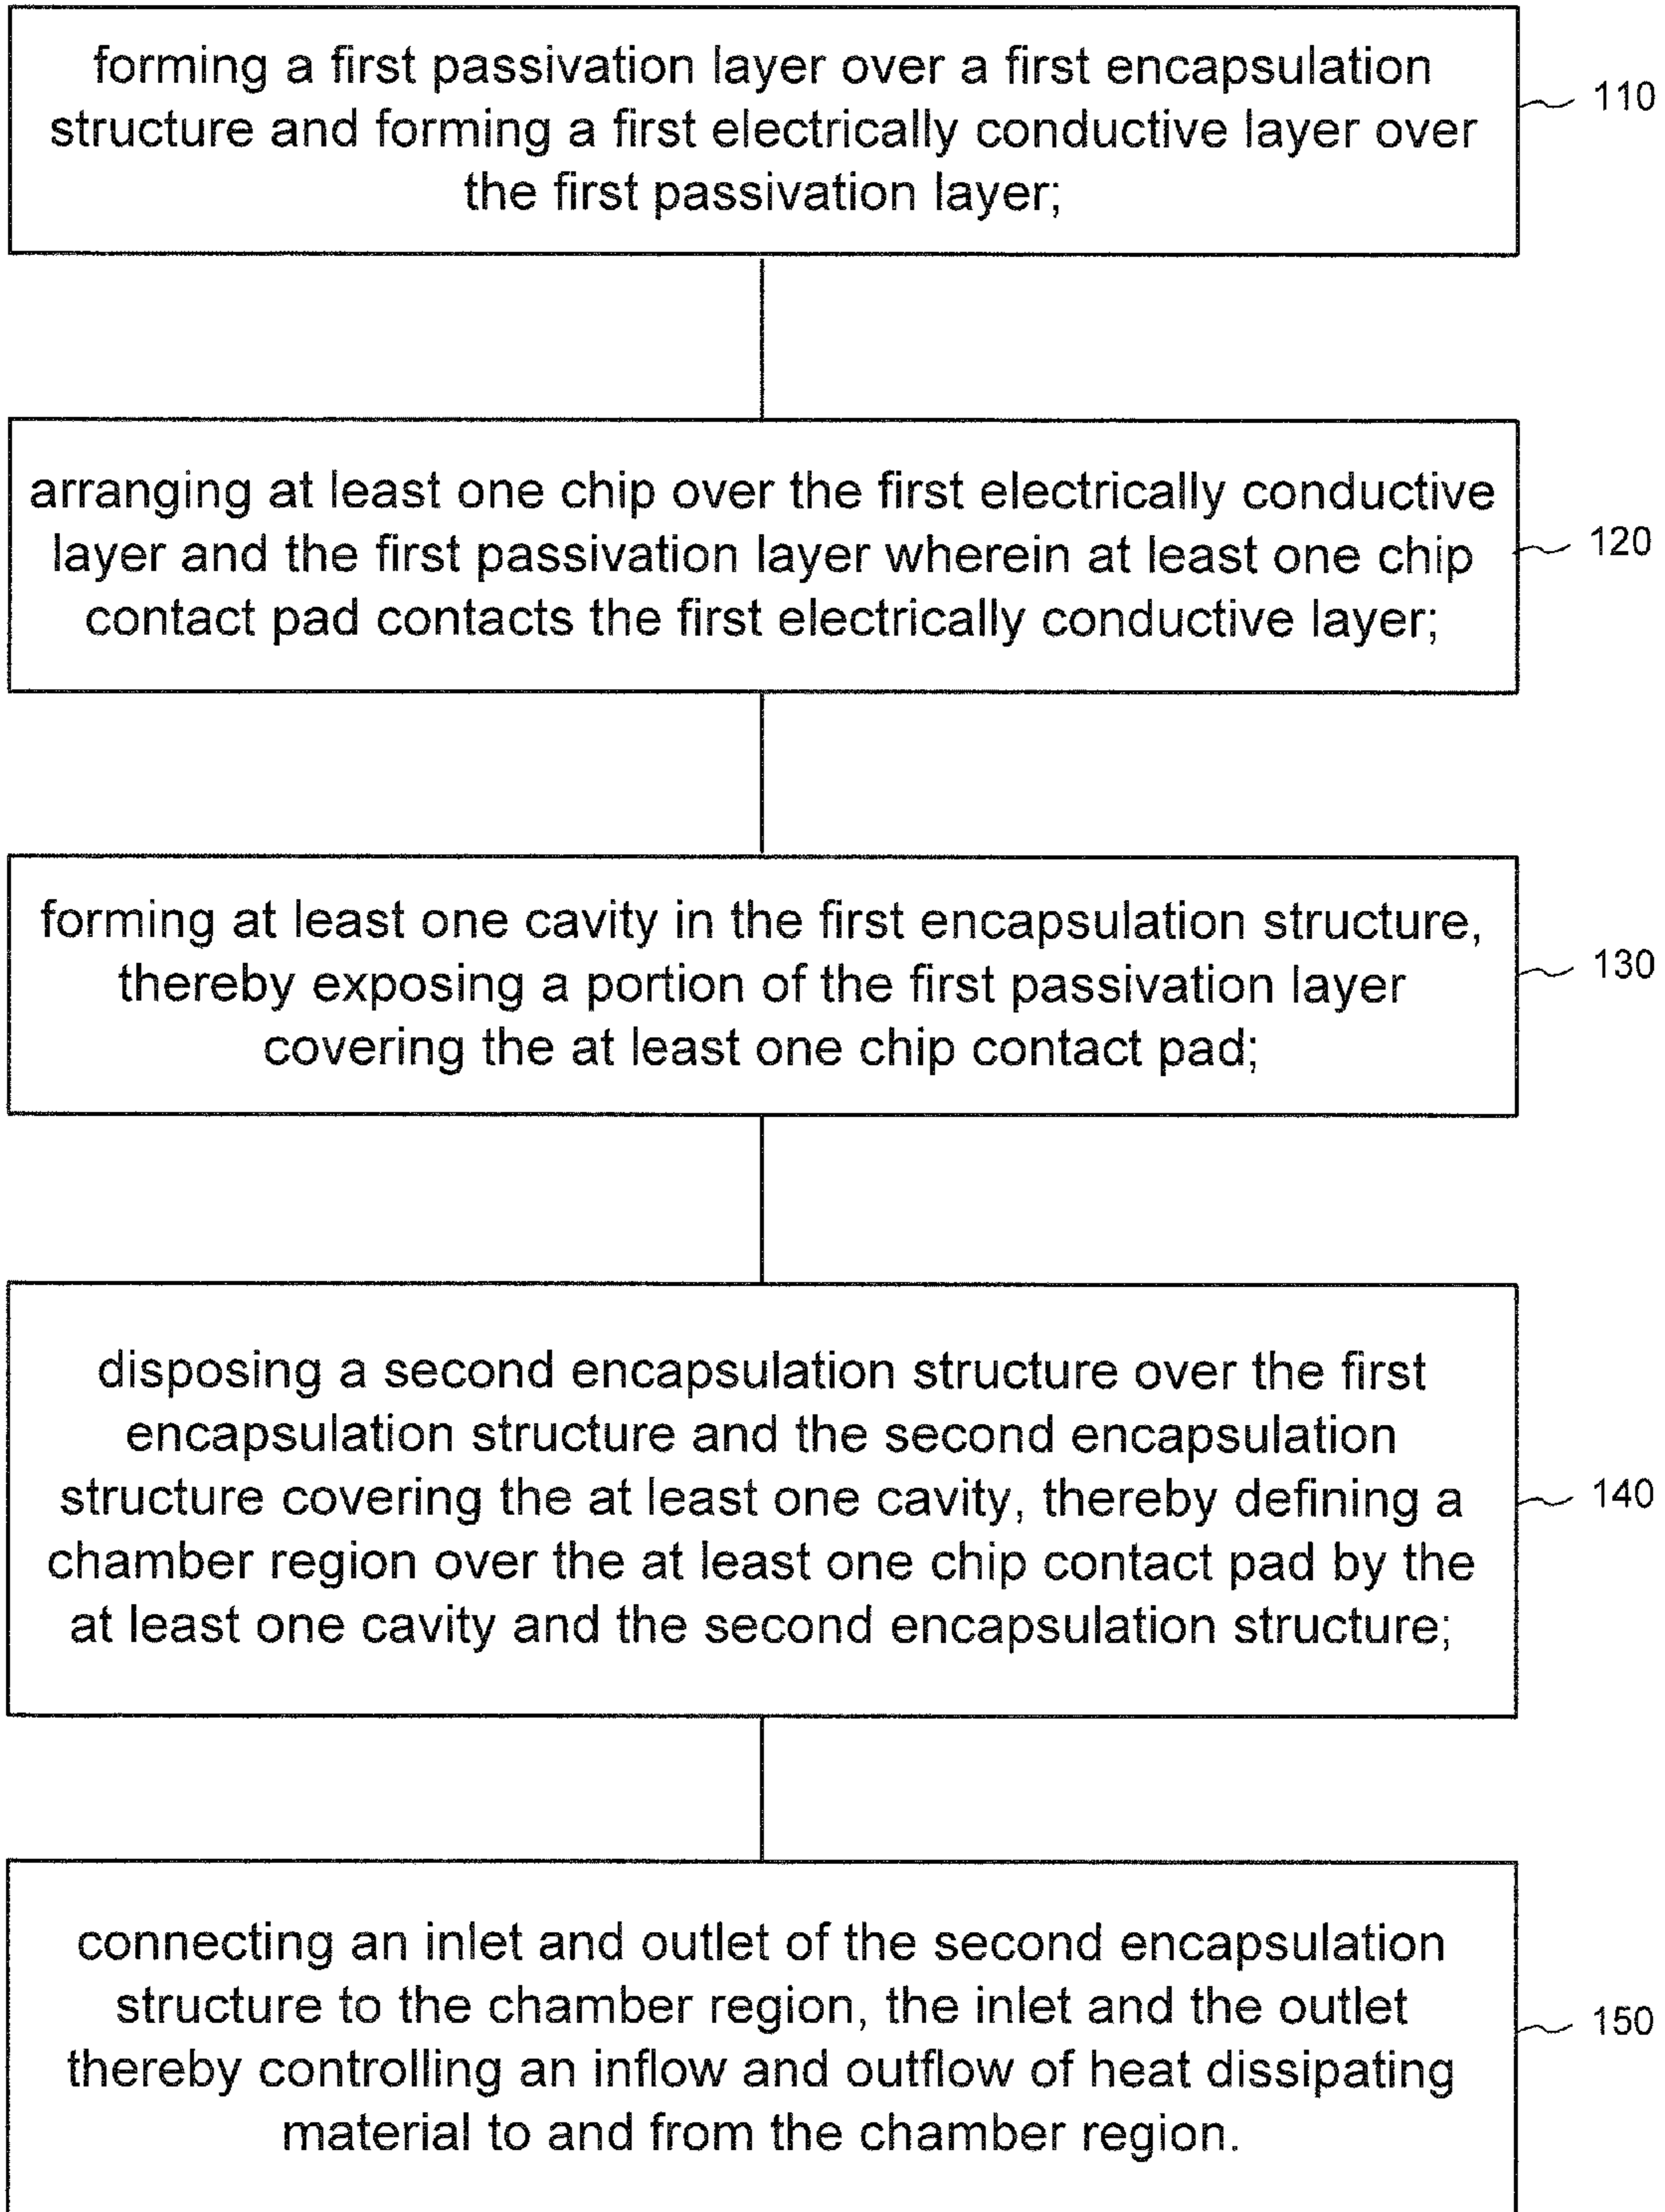 forming a first passivation layer over a first encapsulation
structure and forming a first electrically conductive layer over
the first passivation layer;
110
arranging at least one chip over the first electrically conductive
layer and the first passivation layer wherein at least one chip
contact pad contacts the first electrically conductive layer;
120
forming at least one cavity in the first encapsulation structure,
thereby exposing a portion of the first passivation layer
covering the at least one chip contact pad;
130
disposing a second encapsulation structure over the first
encapsulation structure and the second encapsulation
structure covering the at least one cavity, thereby defining a
chamber region over the at least one chip contact pad by the
at least one cavity and the second encapsulation structure;
140
connecting an inlet and outlet of the second encapsulation
structure to the chamber region, the inlet and the outlet
thereby controlling an inflow and outflow of heat dissipating
material to and from the chamber region.
150